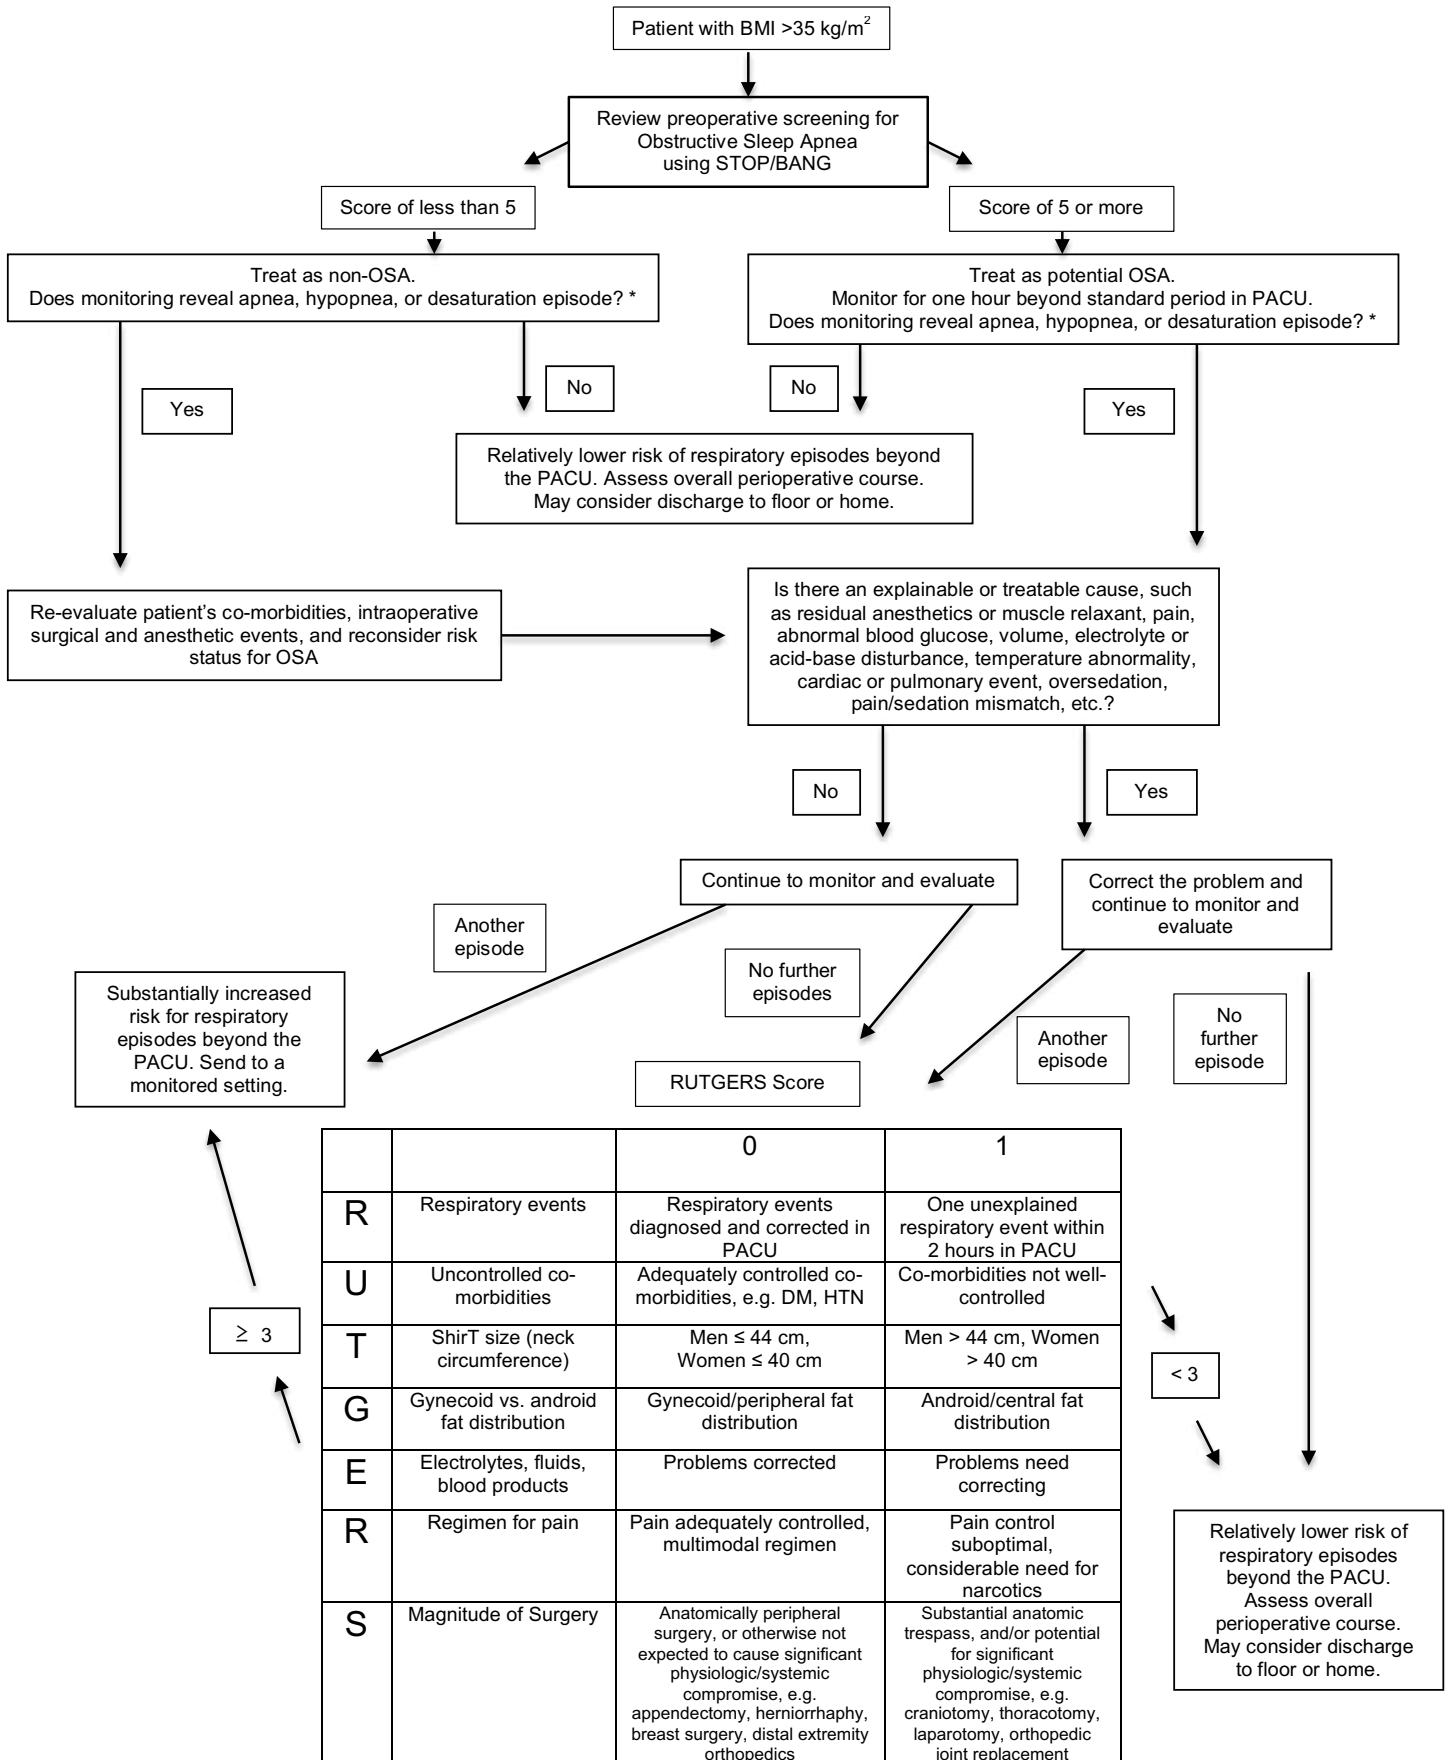 Patient with BMI >35 kg/m²
Review preoperative screening for
Obstructive Sleep Apnea
using STOP/BANG
Score of less than 5
Score of 5 or more
Treat as non-OSA.
Does monitoring reveal apnea, hypopnea, or desaturation episode? *
Treat as potential OSA.
Monitor for one hour beyond standard period in PACU.
Does monitoring reveal apnea, hypopnea, or desaturation episode? *
Yes
No
No
Yes
Relatively lower risk of respiratory episodes beyond
the PACU. Assess overall perioperative course.
May consider discharge to floor or home.
Re-evaluate patient's co-morbidities, intraoperative
surgical and anesthetic events, and reconsider risk
status for OSA
Is there an explainable or treatable cause, such
as residual anesthetics or muscle relaxant, pain,
abnormal blood glucose, volume, electrolyte or
acid-base disturbance, temperature abnormality,
cardiac or pulmonary event, oversedation,
pain/sedation mismatch, etc.?
No
Yes
Continue to monitor and evaluate
Correct the problem and
continue to monitor and
evaluate
Another
episode
No further
episodes
Another
episode
No
further
episode
Substantially increased
risk for respiratory
episodes beyond the
PACU. Send to a
monitored setting.
RUTGERS Score
0
1
R
Respiratory events
Respiratory events
diagnosed and corrected in
PACU
One unexplained
respiratory event within
2 hours in PACU
U
Uncontrolled co-
morbidities
Adequately controlled co-
morbidities, e.g. DM, HTN
Co-morbidities not well-
controlled
T
ShirT size (neck
circumference)
Men ≤ 44 cm,
Women ≤ 40 cm
Men > 44 cm, Women
> 40 cm
G
Gynecoid vs. android
fat distribution
Gynecoid/peripheral fat
distribution
Android/central fat
distribution
E
Electrolytes, fluids,
blood products
Problems corrected
Problems need
correcting
R
Regimen for pain
Pain adequately controlled,
multimodal regimen
Pain control
suboptimal,
considerable need for
narcotics
S
Magnitude of Surgery
Anatomically peripheral
surgery, or otherwise not
expected to cause significant
physiologic/systemic
compromise, e.g.
appendectomy, herniorrhaphy,
breast surgery, distal extremity
orthopedics
Substantial anatomic
trespass, and/or potential
for significant
physiologic/systemic
compromise, e.g.
craniotomy, thoracotomy,
laparotomy, orthopedic
joint replacement
≥ 3
< 3
Relatively lower risk of
respiratory episodes
beyond the PACU.
Assess overall
perioperative course.
May consider discharge
to floor or home.